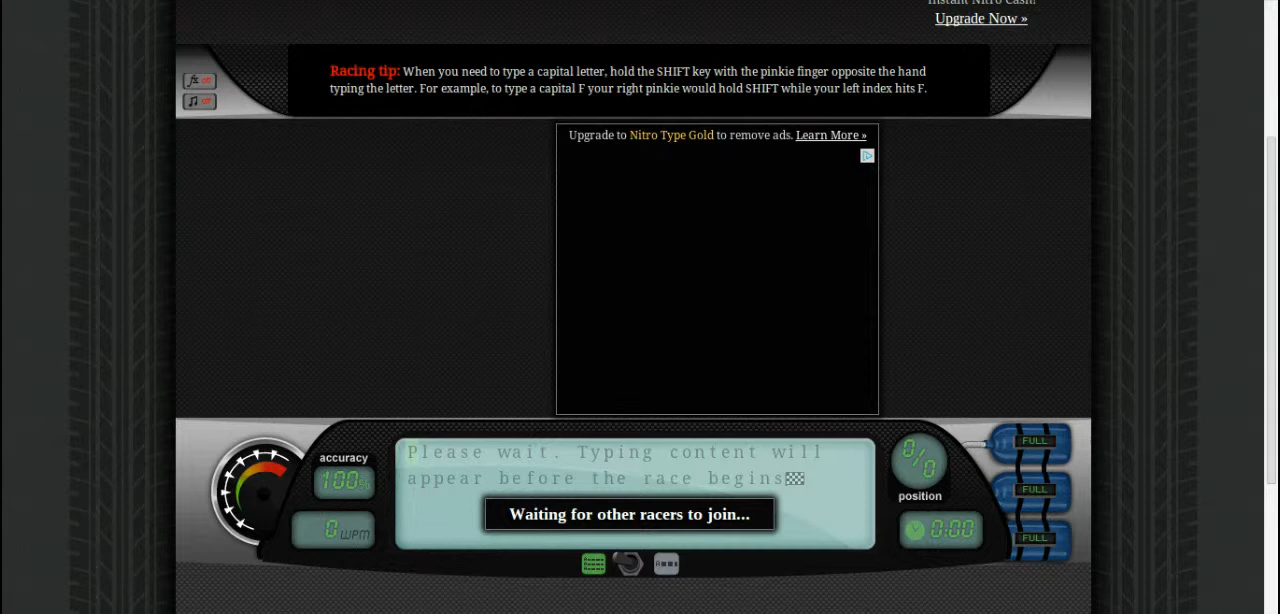 Instant Nitro Cash!
Upgrade Now »
fx off
off
Racing tip: When you need to type a capital letter, hold the SHIFT key with the pinkie finger opposite the hand
typing the letter. For example, to type a capital F your right pinkie would hold SHIFT while your left index hits F.
Upgrade to Nitro Type Gold to remove ads. Learn More »
accuracy
100%
0 WPM
Please wait. Typing content will
appear before the race begins
Waiting for other racers to join...
0/0
position
0:00
FULL
FULL
FULL